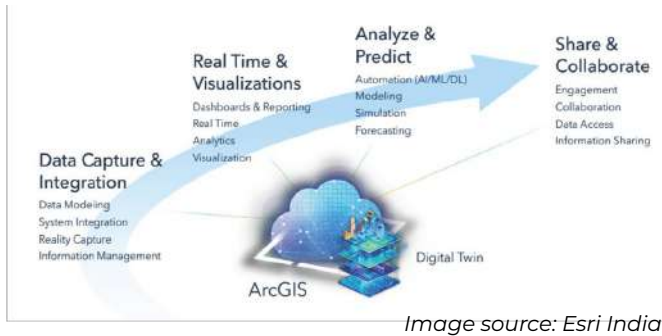 Data Capture &
Integration
Data Modeling
System Integration
Reality Capture
Information Management
Real Time &
Visualizations
Dashboards & Reporting
Real Time
Analytics
Visualization
Analyze &
Predict
Automation (AI/ML/DL)
Modeling
Simulation
Forecasting
Share &
Collaborate
Engagement
Collaboration
Data Access
Information Sharing
ArcGIS
Digital Twin
Image source: Esri India